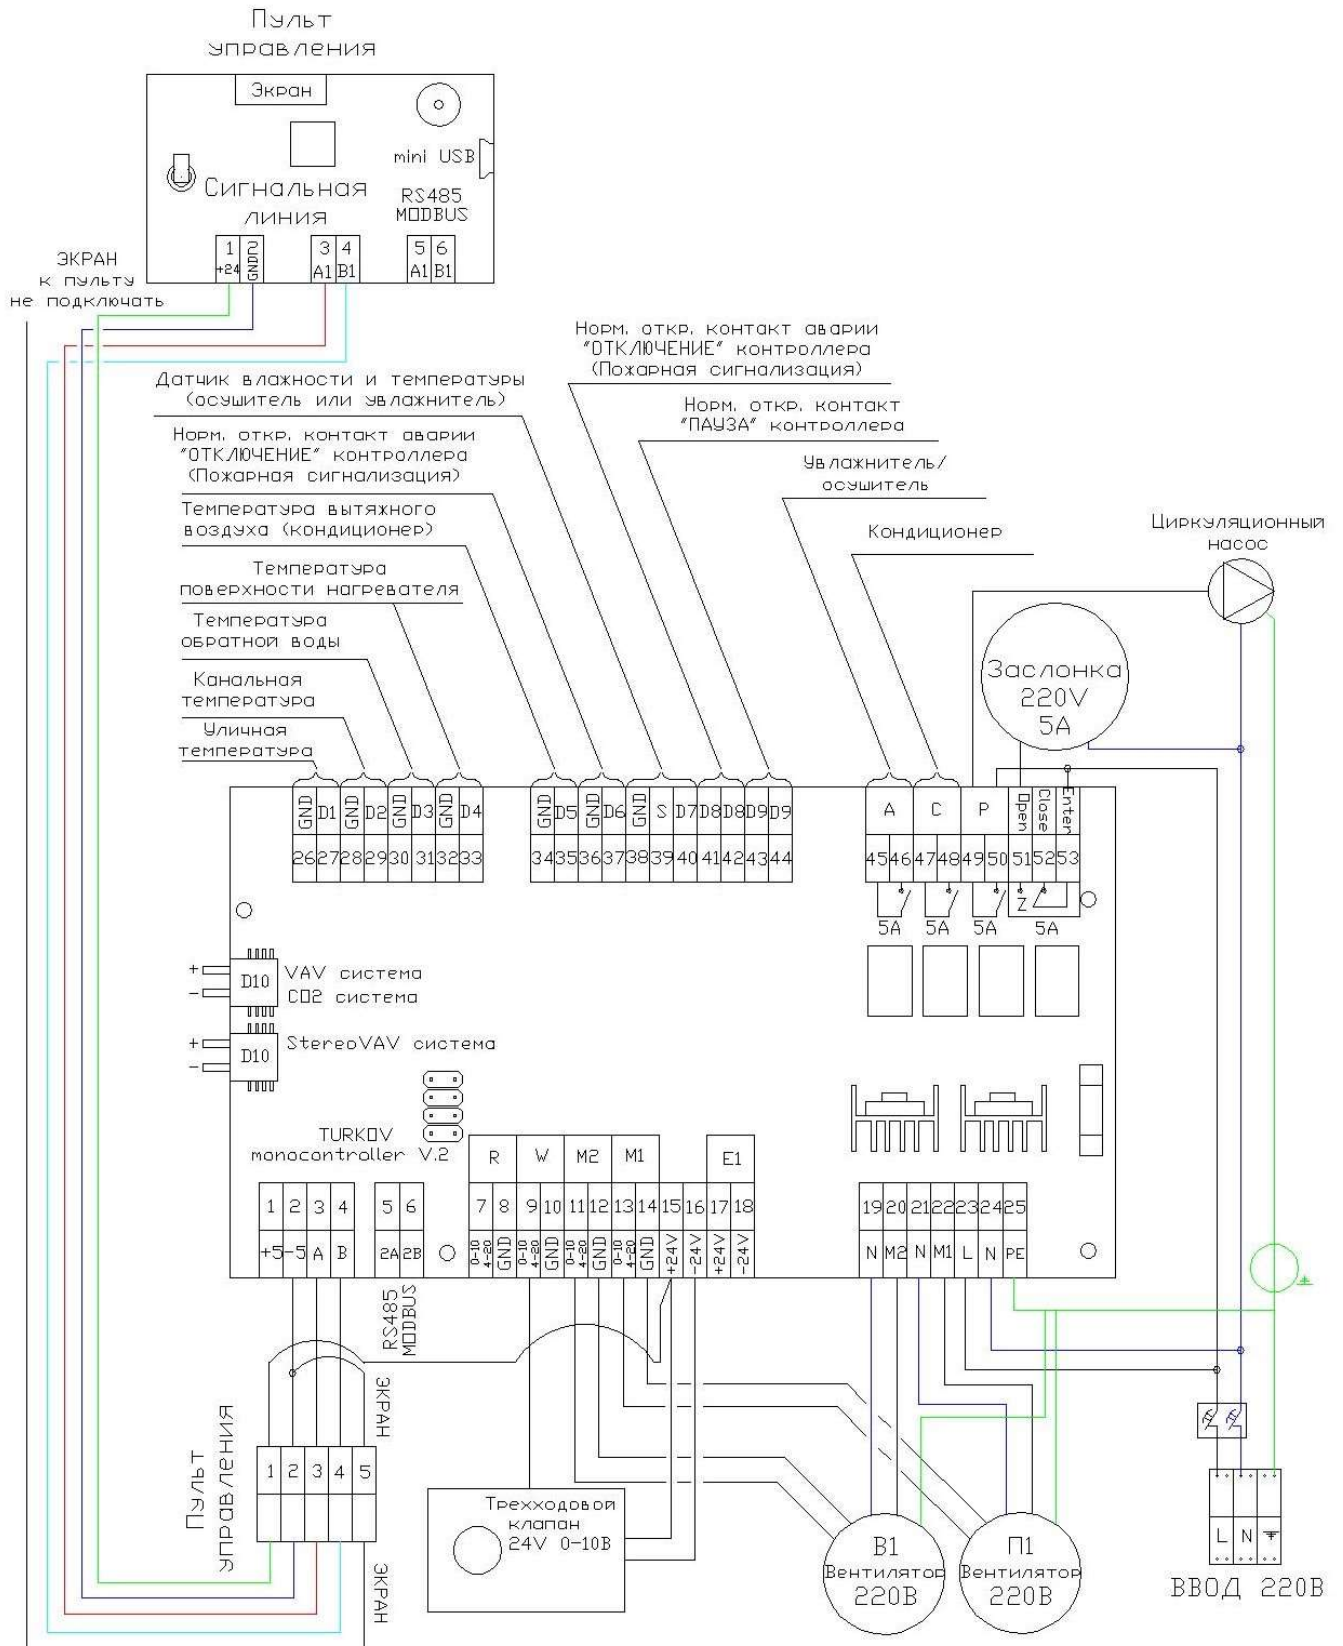 Пульт
управления
Экран
mini USB
Сигнальная
линия
RS485
MODBUS
1 GND2 3 4 5 6
+24 A1 B1 A1 B1
ЭКРАН
к пульту
не подключать
Норм. откр. контакт аварии
"ОТКЛЮЧЕНИЕ" контроллера
(Пожарная сигнализация)
Датчик влажности и температуры
(осушитель или увлажнитель)
Норм. откр. контакт
"ПАУЗА" контроллера
Норм. откр. контакт аварии
"ОТКЛЮЧЕНИЕ" контроллера
(Пожарная сигнализация)
Увлажнитель/
осушитель
Температура вытяжного
воздуха (кондиционер)
Кондиционер
Циркуляционный
насос
Температура
поверхности нагревателя
Температура
обратной воды
Заслонка
220V
5A
Канальная
температура
Уличная
температура
GND D1 GND D2 GND D3 GND D4 GND D5 GND D6 GND S D7 D8 D8 D9 D9 A C P Open Close Enter
26 27 28 29 30 31 32 33 34 35 36 37 38 39 40 41 42 43 44 45 46 47 48 49 50 51 52 53
Z
5A 5A 5A 5A
+
-
D10
VAV система
CO2 система
+
-
D10
StereoVAV система
TURKOV
monocontroller V.2
R W M2 M1 E1
1 2 3 4 5 6 7 8 9 10 11 12 13 14 15 16 17 18 19 20 21 22 23 24 25
+5 -5 A B 2A 2B 0-10 4-20 GND 0-10 4-20 GND 0-10 4-20 GND 0-10 4-20 GND +24V -24V +24V -24V N M2 N M1 L N PE
RS485
MODBUS
ЭКРАН
Пульт
управления
1 2 3 4 5
ЭКРАН
Трехходовой
клапан
24V 0-10В
В1
Вентилятор
220В
П1
Вентилятор
220В
L N
ВВОД 220В